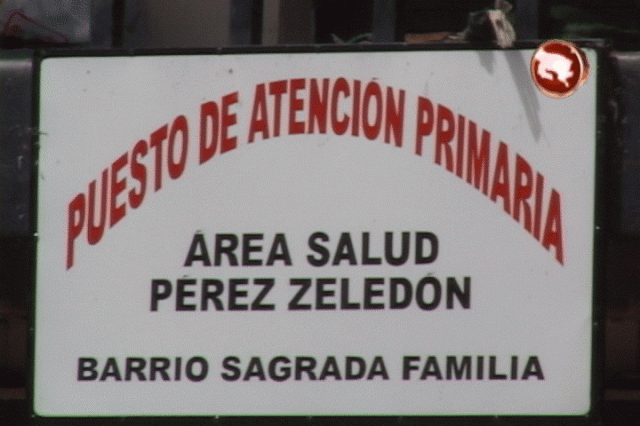 PUESTO DE ATENCIÓN PRIMARIA
ÁREA SALUD
PÉREZ ZELEDÓN
BARRIO SAGRADA FAMILIA